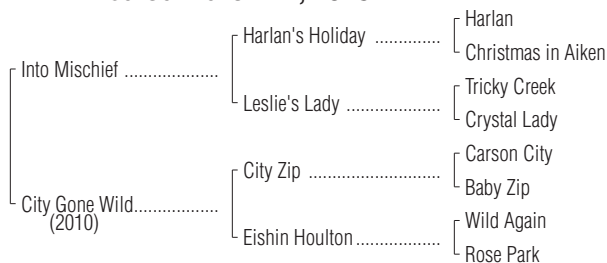 Harlan
Harlan's Holiday ...................
Christmas in Aiken
Into Mischief ......................
Tricky Creek
Leslie's Lady .......................
Crystal Lady
Carson City
City Zip ...............................
Baby Zip
City Gone Wild....................
(2010)
Wild Again
Eishin Houlton....................
Rose Park